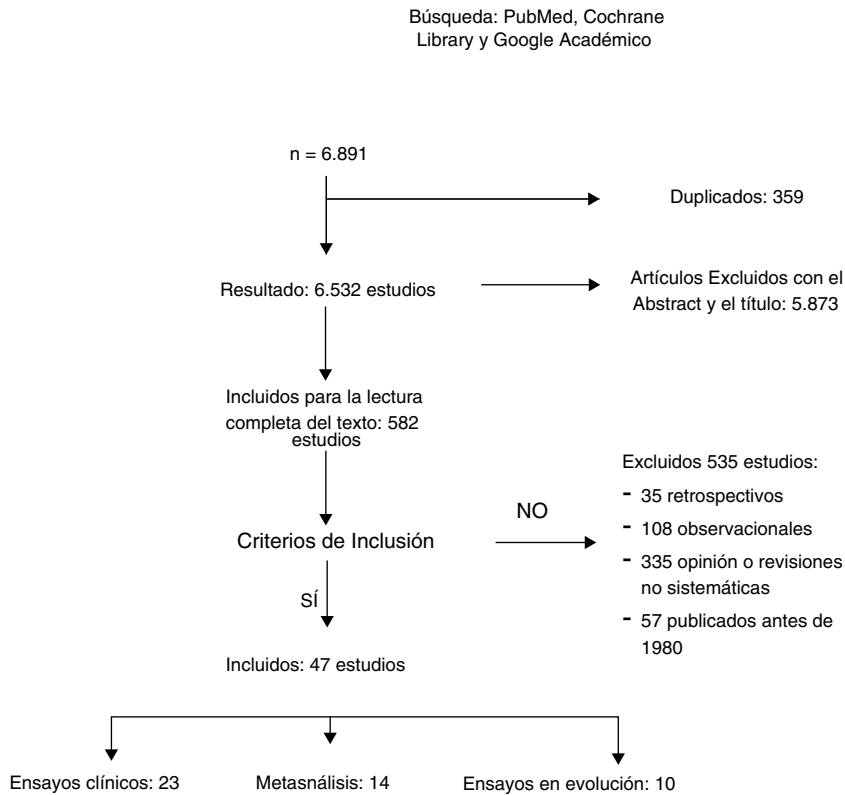 Búsqueda: PubMed, Cochrane
Library y Google Académico
n = 6.891
Duplicados: 359
Resultado: 6.532 estudios
Artículos Excluidos con el
Abstract y el título: 5.873
Incluidos para la lectura
completa del texto: 582
estudios
Excluidos 535 estudios:
- 35 retrospectivos
- 108 observacionales
- 335 opinión o revisiones
no sistemáticas
- 57 publicados antes de
1980
NO
Criterios de Inclusión
SÍ
Incluidos: 47 estudios
Ensayos clínicos: 23
Metasnálisis: 14
Ensayos en evolución: 10